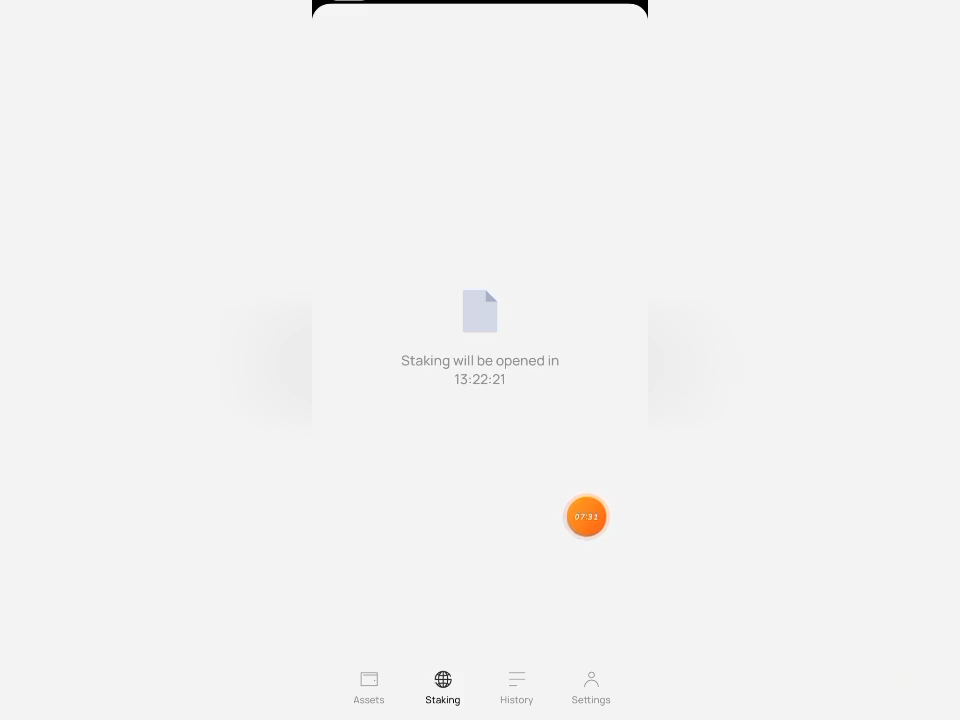 Staking will be opened in
13:22:21
07:31
Assets
Staking
History
Settings